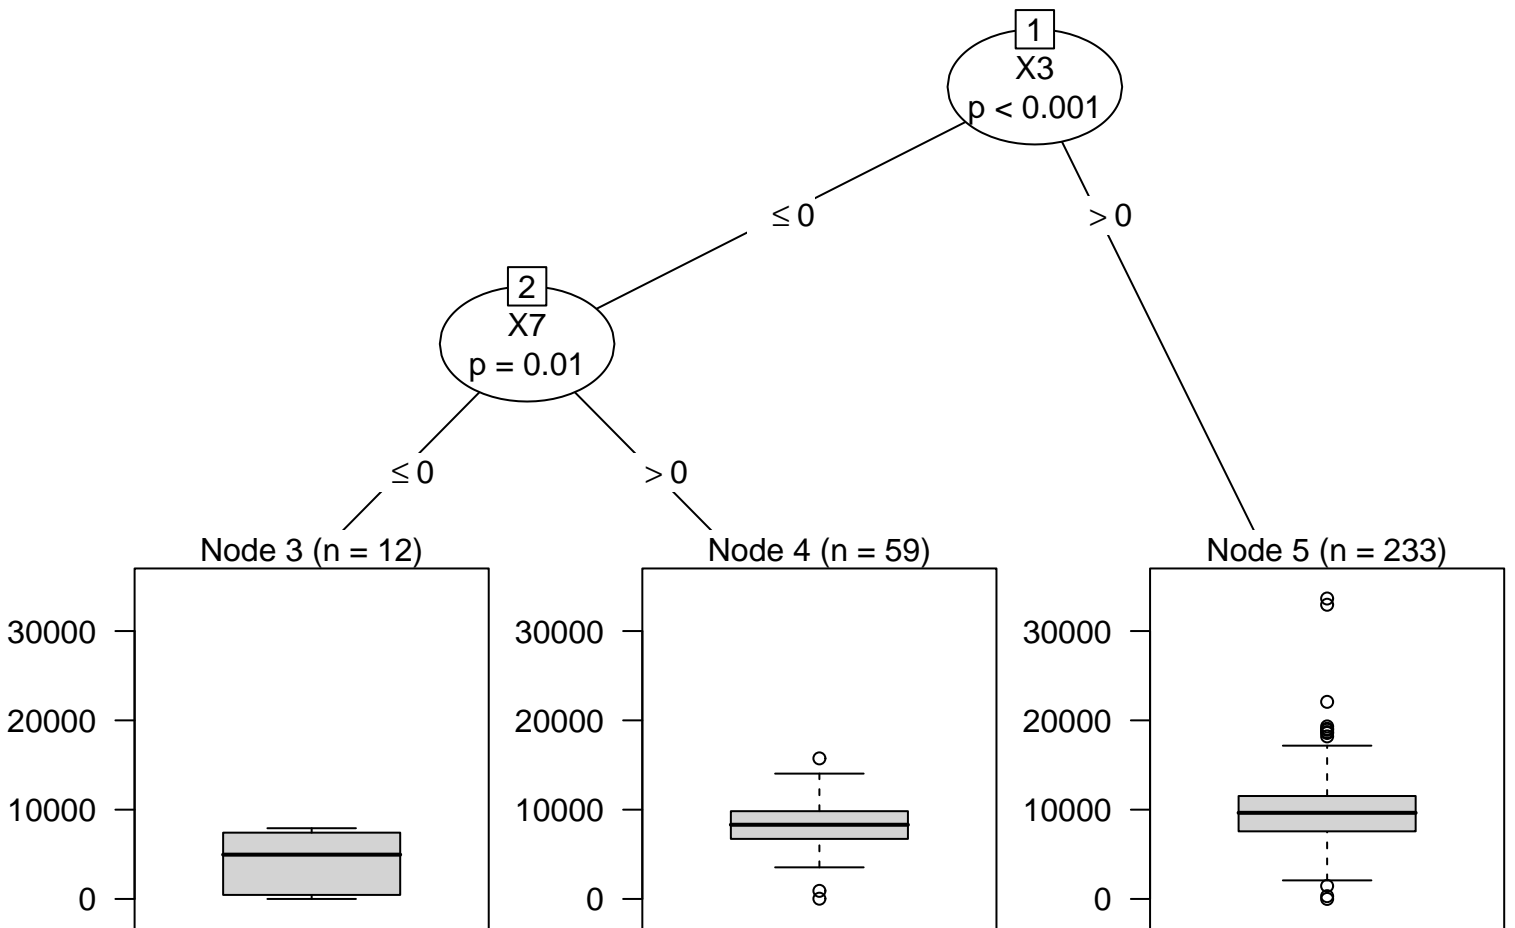 1
X3
p < 0.001
≤ 0
> 0
2
X7
p = 0.01
≤ 0
> 0
Node 3 (n = 12)
30000
20000
10000
0
Node 4 (n = 59)
30000
20000
10000
0
Node 5 (n = 233)
30000
20000
10000
0